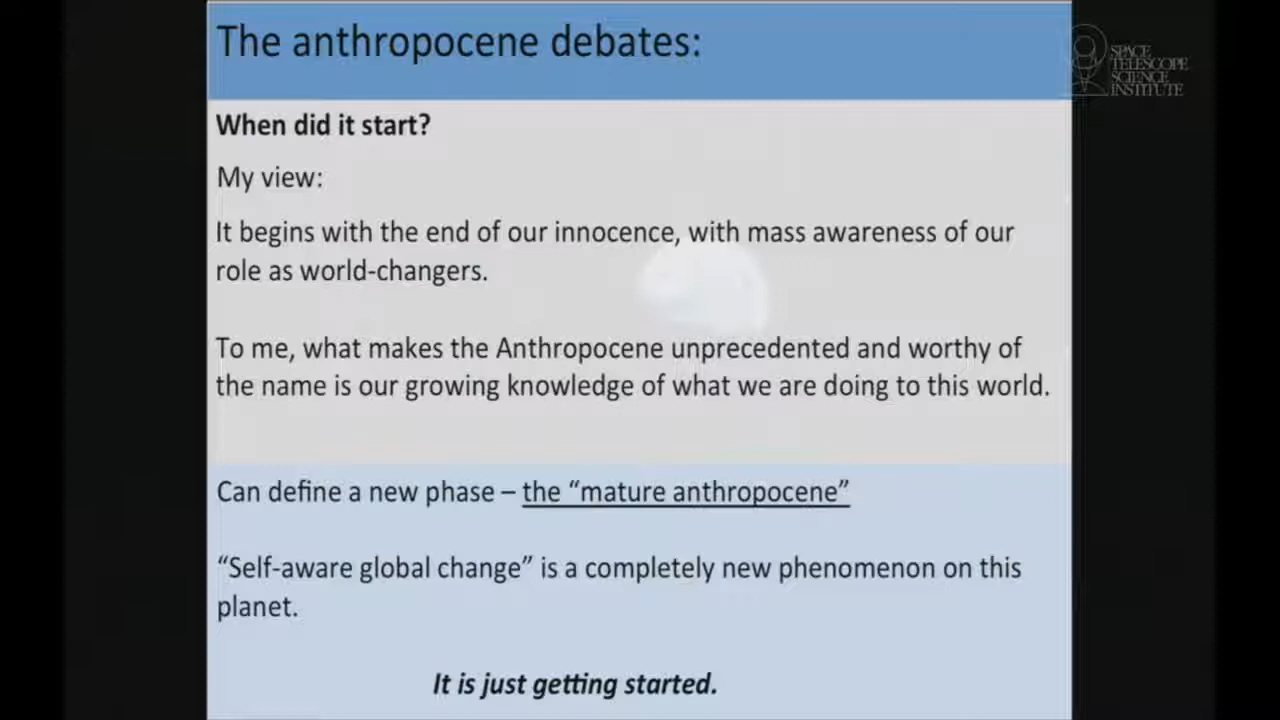 The anthropocene debates:
SPACE
TELESCOPE
SCIENCE
INSTITUTE
When did it start?
My view:
It begins with the end of our innocence, with mass awareness of our
role as world-changers.
To me, what makes the Anthropocene unprecedented and worthy of
the name is our growing knowledge of what we are doing to this world.
Can define a new phase – the “mature anthropocene”
“Self-aware global change” is a completely new phenomenon on this
planet.
It is just getting started.